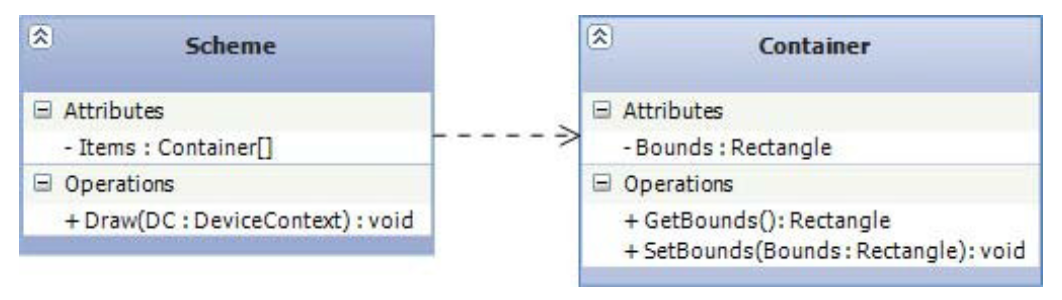 Scheme
Attributes
- Items : Container[]
Operations
+ Draw(DC : DeviceContext) : void
Container
Attributes
- Bounds : Rectangle
Operations
+ GetBounds(): Rectangle
+ SetBounds(Bounds : Rectangle): void